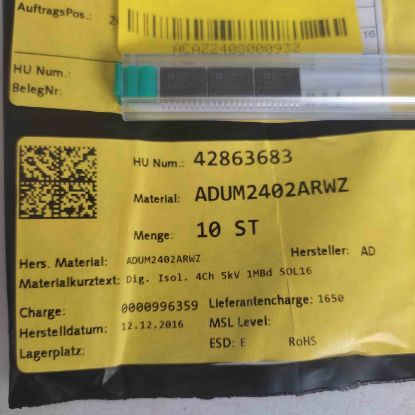 AuftragsPos.:
16
ACAZ2408000932
HU Num.:
BelegNr:
HU Num.: 42863683
Material: ADUM2402ARWZ
Menge: 10 ST
Hers. Material: ADUM2402ARWZ Hersteller: AD
Materialkurztext: Dig. Isol. 4Ch 5kV 1MBd SOL16
Charge: 0000996359 Lieferantencharge: 1650
Herstelldatum: 12.12.2016 MSL Level:
Lagerplatz: ESD: E RoHS